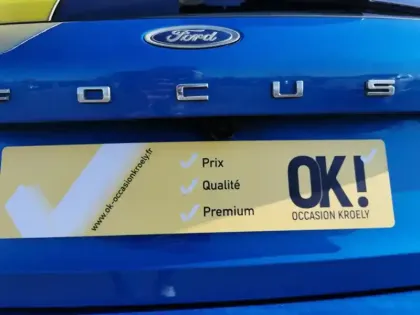 Ford
FOCUS
www.ok-occasionkroely.fr
Prix
Qualité
Premium
OK!
OCCASION KROELY